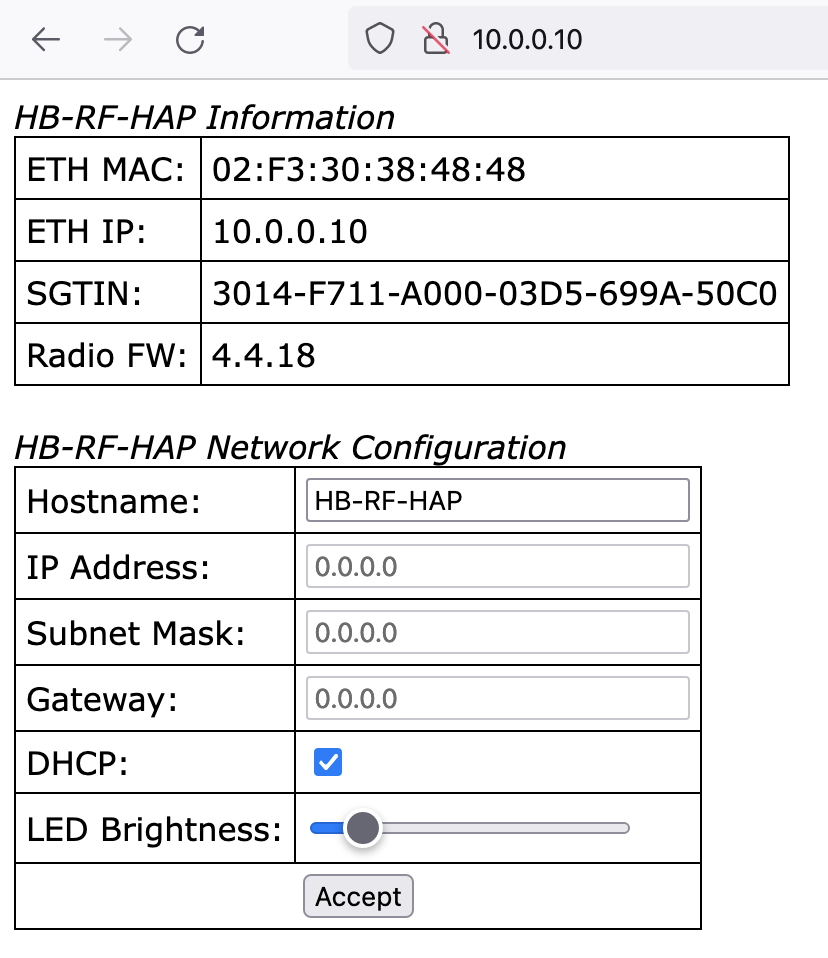 10.0.0.10
HB-RF-HAP Information
ETH MAC: 02:F3:30:38:48:48
ETH IP: 10.0.0.10
SGTIN: 3014-F711-A000-03D5-699A-50C0
Radio FW: 4.4.18
HB-RF-HAP Network Configuration
Hostname: HB-RF-HAP
IP Address: 0.0.0.0
Subnet Mask: 0.0.0.0
Gateway: 0.0.0.0
DHCP:
LED Brightness:
Accept